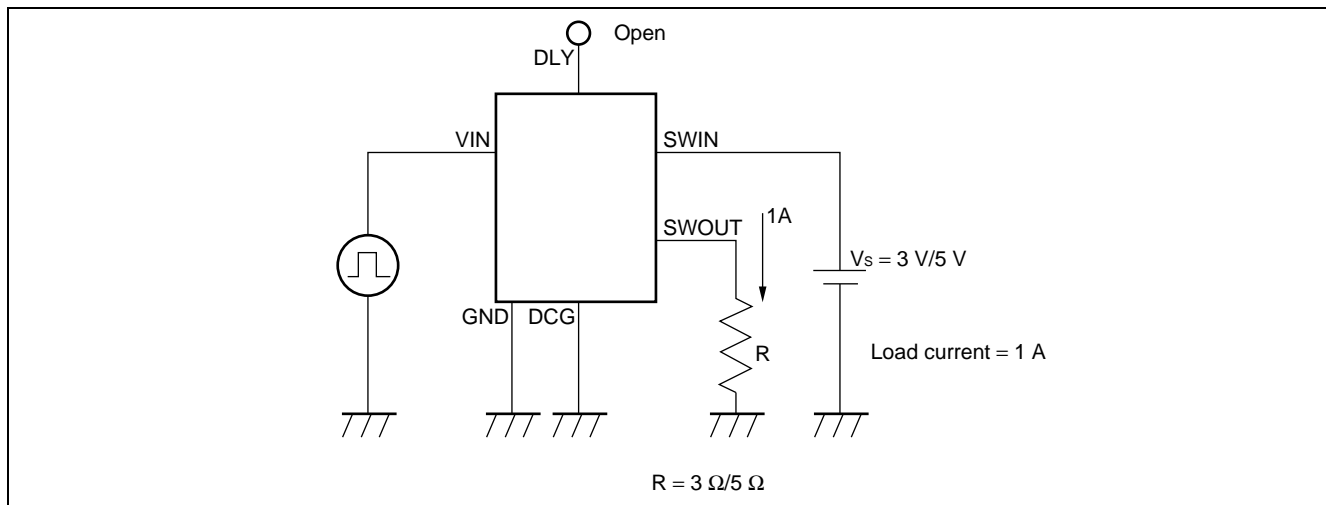 Open
DLY
VIN
SWIN
SWOUT
1A
Vs = 3 V/5 V
GND
DCG
R
Load current = 1 A
R = 3 Ω/5 Ω